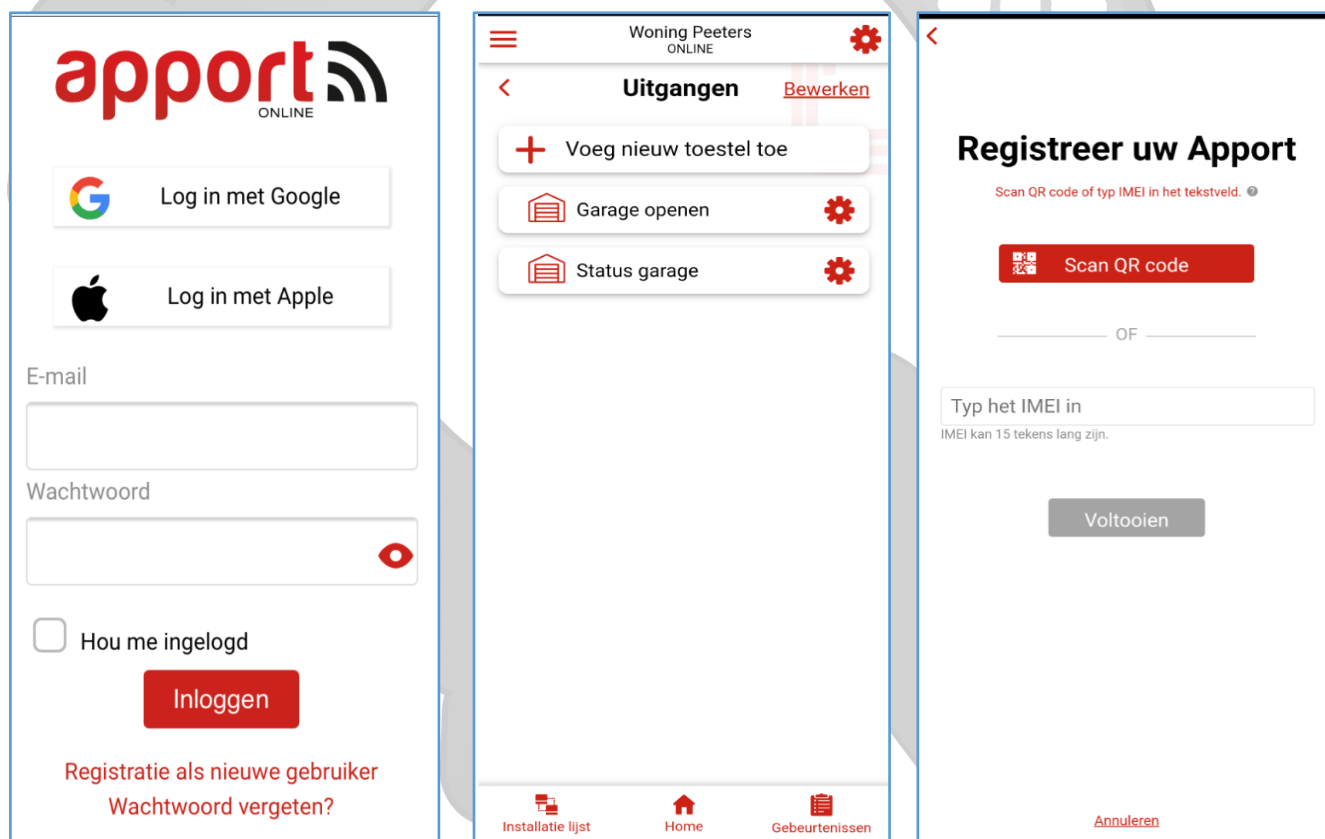 apport
ONLINE
Log in met Google
Log in met Apple
E-mail
Wachtwoord
Hou me ingelogd
Inloggen
Registratie als nieuwe gebruiker
Wachtwoord vergeten?
Woning Peeters
ONLINE
Uitgangen
Bewerken
Voeg nieuw toestel toe
Garage openen
Status garage
Installatie lijst
Home
Gebeurtenissen
Registreer uw Apport
Scan QR code of typ IMEI in het tekstveld. ?
Scan QR code
OF
Typ het IMEI in
IMEI kan 15 tekens lang zijn.
Voltooien
Annuleren